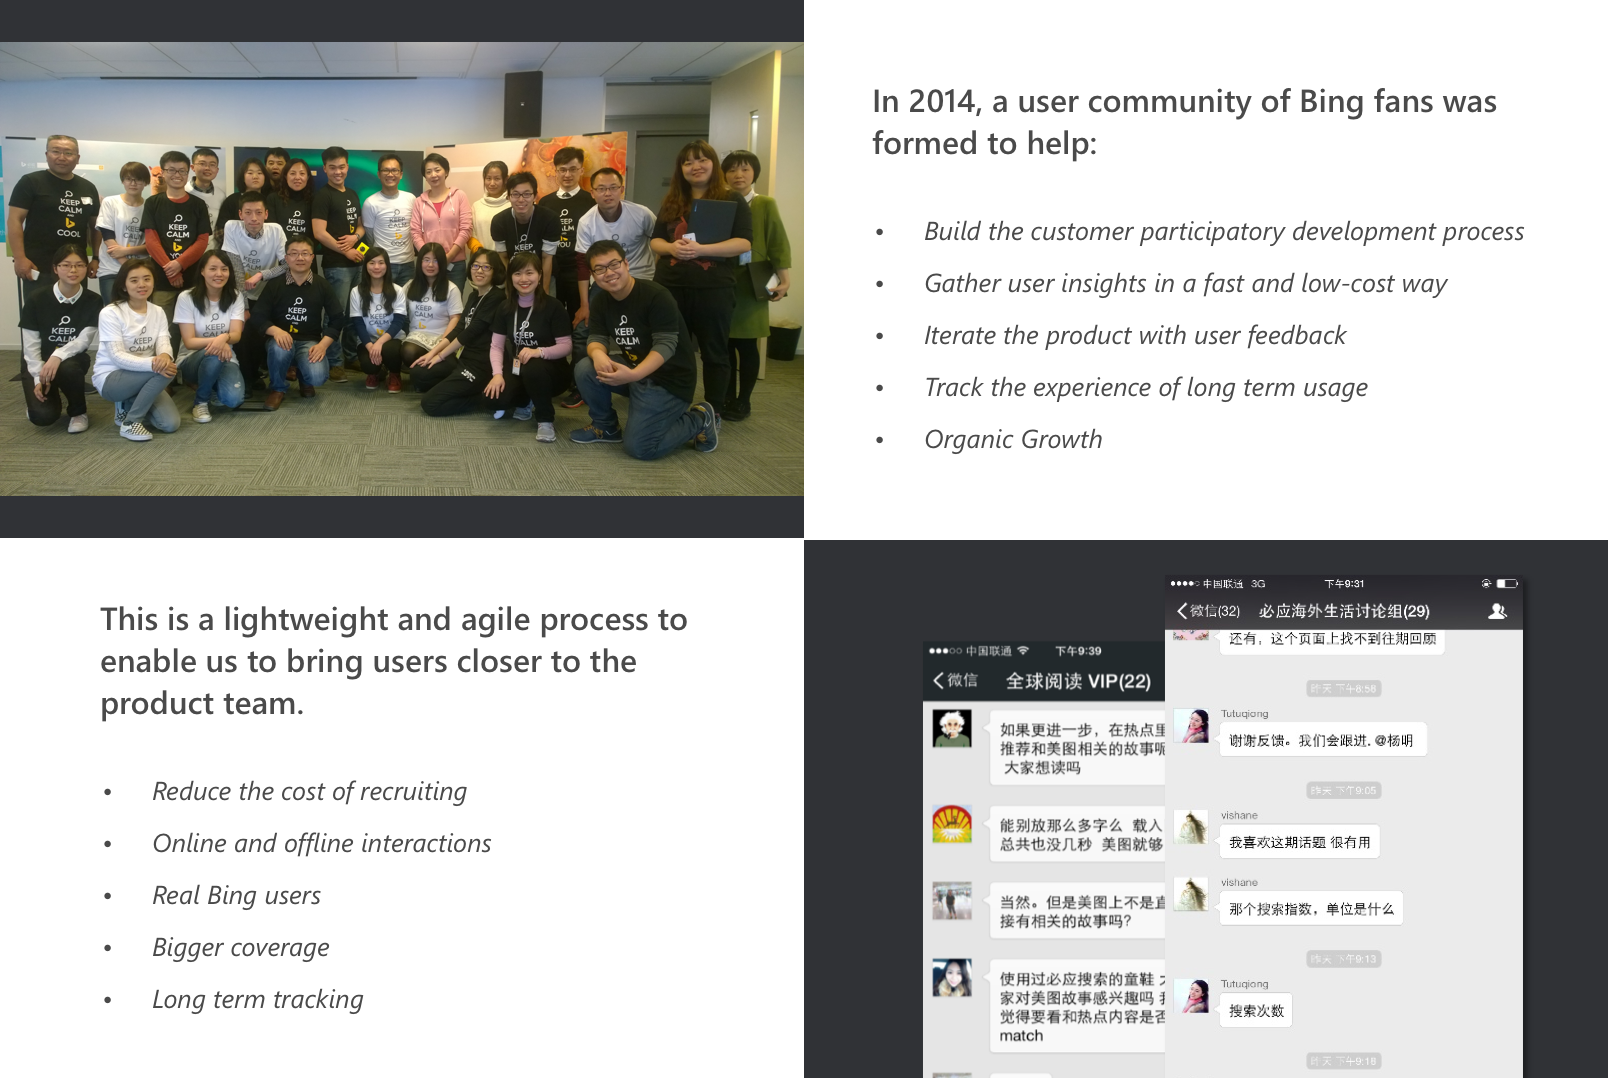 KEEP
CALM
AND
COOL
KEEP
CALM
AND
YOU
KEEP
CALM
In 2014, a user community of Bing fans was
formed to help:
• Build the customer participatory development process
• Gather user insights in a fast and low-cost way
• Iterate the product with user feedback
• Track the experience of long term usage
• Organic Growth
This is a lightweight and agile process to
enable us to bring users closer to the
product team.
• Reduce the cost of recruiting
• Online and offline interactions
• Real Bing users
• Bigger coverage
• Long term tracking
中国联通 下午9:39
微信 全球阅读 VIP(22)
如果更进一步，在热点里
推荐和美图相关的故事呢
大家想读吗
能别放那么多字么 载入
总共也没几秒 美图就够
当然。但是美图上不是直
接有相关的故事吗?
使用过必应搜索的童鞋
家对美图故事感兴趣吗
觉得要看和热点内容是否
match
中国联通 3G 下午9:31
微信(32) 必应海外生活讨论组(29)
还有，这个页面上找不到往期回顾
昨天 下午8:56
Tutuqiong
谢谢反馈。我们会跟进. @杨明
昨天 下午9:05
vishane
我喜欢这期话题 很有用
vishane
那个搜索指数，单位是什么
昨天 下午9:13
Tutuqiong
搜索次数
昨天 下午9:18